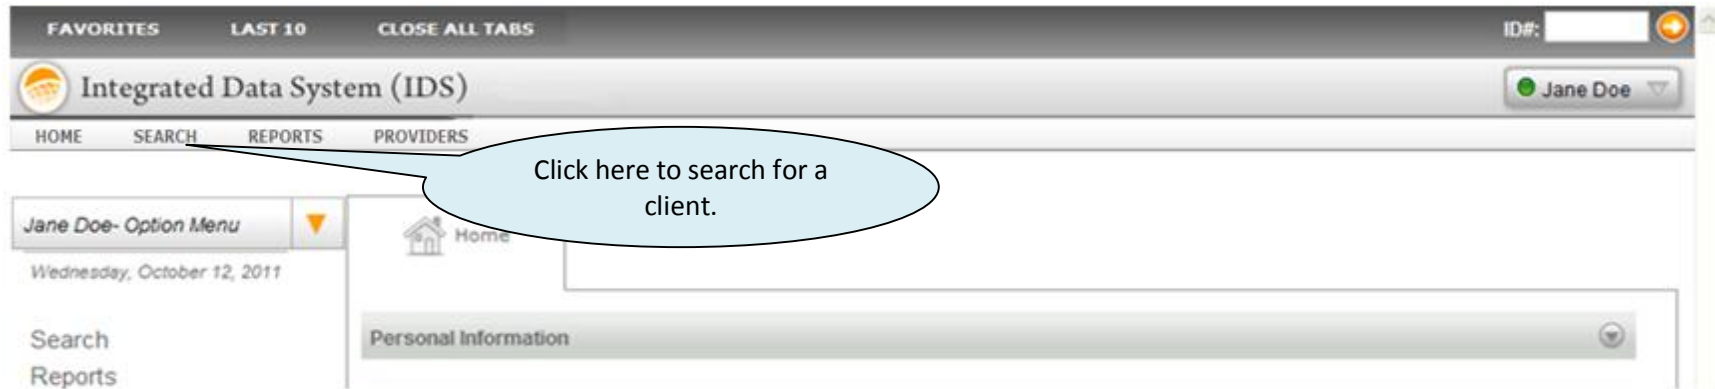 FAVORITES LAST 10 CLOSE ALL TABS ID#:
Integrated Data System (IDS) Jane Doe
HOME SEARCH REPORTS PROVIDERS
Click here to search for a
client.
Jane Doe- Option Menu
Home
Wednesday, October 12, 2011
Search
Personal Information
Reports